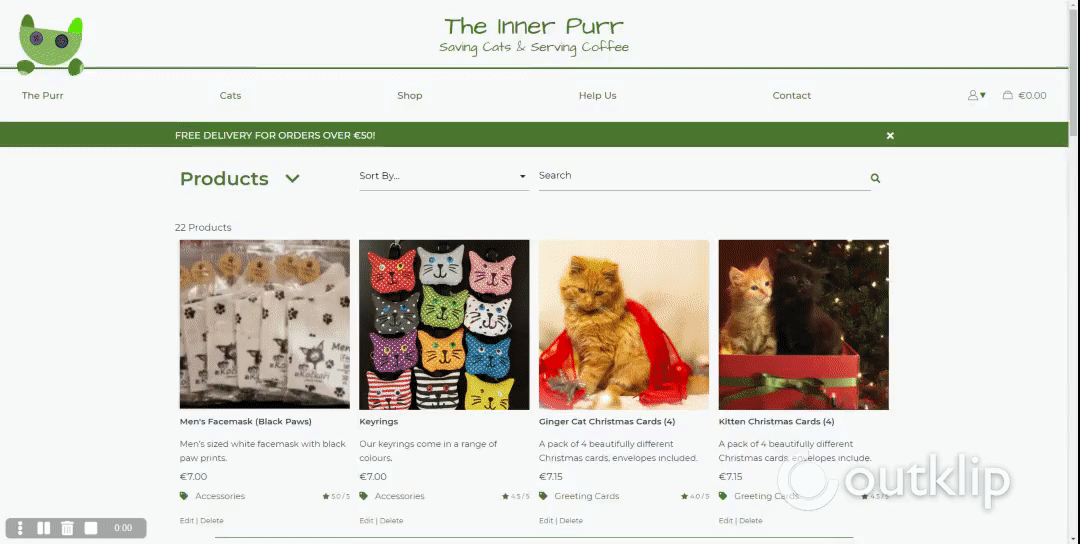 The Inner Purr
Saving Cats & Serving Coffee
The Purr Cats Shop Help Us Contact €0.00
FREE DELIVERY FOR ORDERS OVER €50!
Products Sort By... Search
22 Products
Men's Facemask (Black Paws) Keyrings Ginger Cat Christmas Cards (4) Kitten Christmas Cards (4)
Men's sized white facemask with black Our keyrings come in a range of A pack of 4 beautifully different A pack of 4 beautifully different
paw prints. colours. Christmas cards, envelopes included. Christmas cards, envelopes include.
€7.00 €7.00 €7.15 €7.15
Accessories 5.0 / 5 Accessories 4.5 / 5 Greeting Cards 4.0 / 5 Greeting Cards 4.5 / 5
outklip
Edit | Delete Edit | Delete Edit | Delete Edit | Delete
0:00